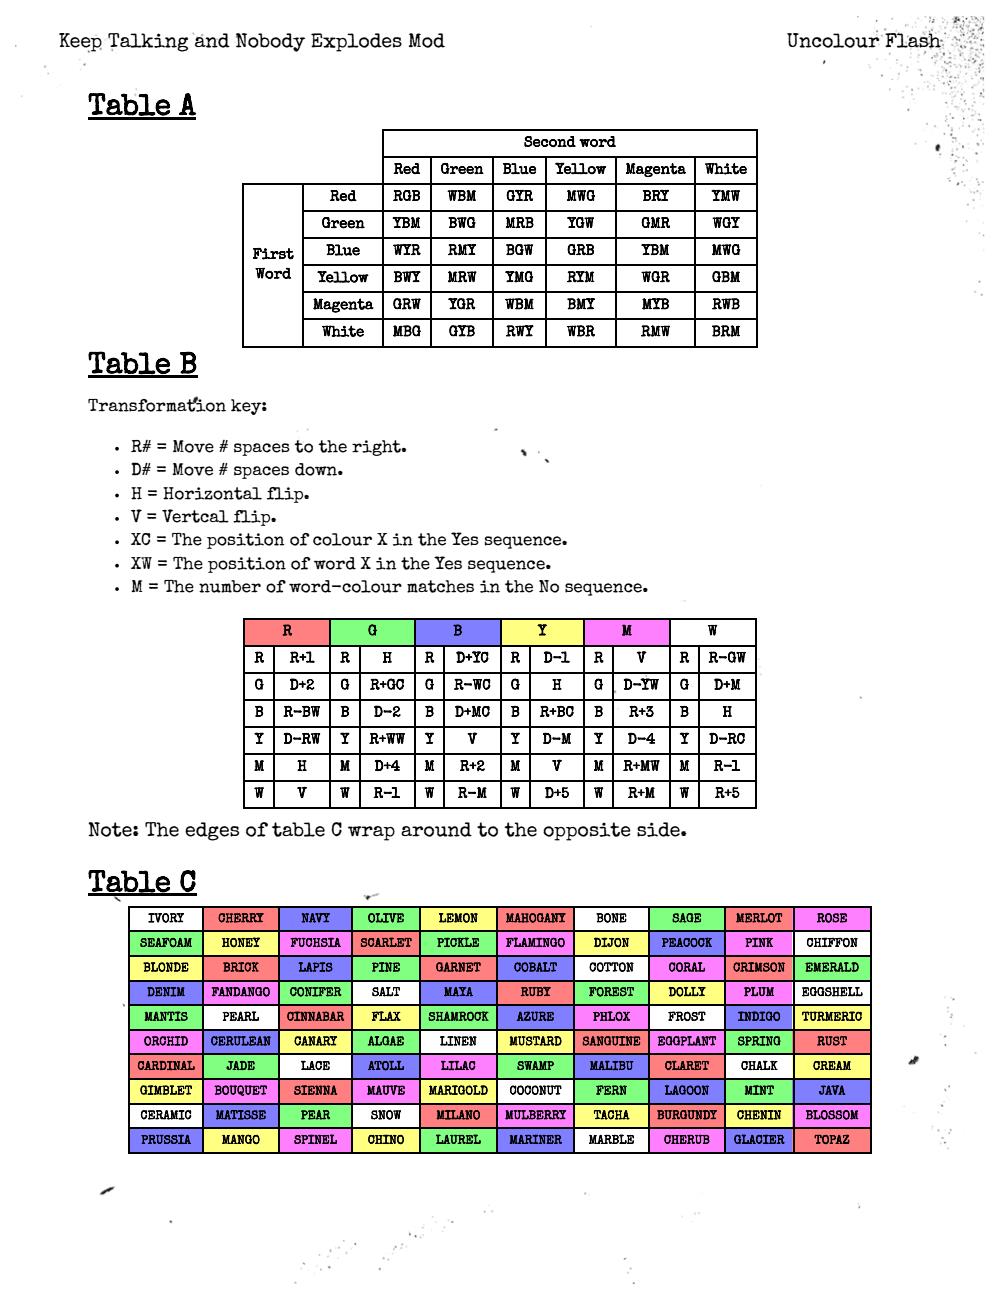 Keep Talking and Nobody Explodes Mod Uncolour Flash
Table A
Second word
Red Green Blue Yellow Magenta White
Red RGB WBM GYR MWG BRY YMW
Green YBM BWG MRB YGW GMR WGY
First Word
Blue WYR RMY BGW GRB YBM MWG
Yellow BWY MRW YMG RYM WGR GBM
Magenta GRW YGR WBM BMY MYB RWB
White MBG GYB RWY WBR RMW BRM
Table B
Transformation key:
• R# = Move # spaces to the right.
• D# = Move # spaces down.
• H = Horizontal flip.
• V = Vertcal flip.
• XC = The position of colour X in the Yes sequence.
• XW = The position of word X in the Yes sequence.
• M = The number of word-colour matches in the No sequence.
R G B Y M W
R R+1 R H R D+YC R D-1 R V R R-GW
G D+2 G R+GC G R-WC G H G D-YW G D+M
B R-BW B D-2 B D+MC B R+BC B R+3 B H
Y D-RW Y R+WW Y V Y D-M Y D-4 Y D-RC
M H M D+4 M R+2 M V M R+MW M R-1
W V W R-1 W R-M W D+5 W R+M W R+5
Note: The edges of table C wrap around to the opposite side.
Table C
IVORY CHERRY NAVY OLIVE LEMON MAHOGANY BONE SAGE MERLOT ROSE
SEAFOAM HONEY FUCHSIA SCARLET PICKLE FLAMINGO DIJON PEACOCK PINK CHIFFON
BLONDE BRICK LAPIS PINE GARNET COBALT COTTON CORAL CRIMSON EMERALD
DENIM FANDANGO CONIFER SALT MAYA RUBY FOREST DOLLY PLUM EGGSHELL
MANTIS PEARL CINNABAR FLAX SHAMROCK AZURE PHLOX FROST INDIGO TURMERIC
ORCHID CERULEAN CANARY ALGAE LINEN MUSTARD SANGUINE EGGPLANT SPRING RUST
CARDINAL JADE LACE ATOLL LILAC SWAMP MALIBU CLARET CHALK CREAM
GIMBLET BOUQUET SIENNA MAUVE MARIGOLD COCONUT FERN LAGOON MINT JAVA
CERAMIC MATISSE PEAR SNOW MILANO MULBERRY TACHA BURGUNDY CHENIN BLOSSOM
PRUSSIA MANGO SPINEL CHINO LAUREL MARINER MARBLE CHERUB GLACIER TOPAZ